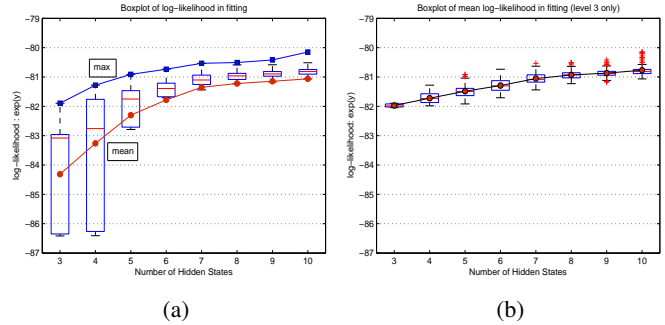 Boxplot of log−likelihood in fitting
−79
−80
−81
−82
−83
−84
−85
−86
−87
log−likelihood : exp(y)
max
mean
3 4 5 6 7 8 9 10
Number of Hidden States
(a)
Boxplot of mean log−likelihood in fitting (level 3 only)
−79
−80
−81
−82
−83
−84
−85
−86
−87
log−likelihood: exp(y)
3 4 5 6 7 8 9 10
Number of Hidden States
(b)